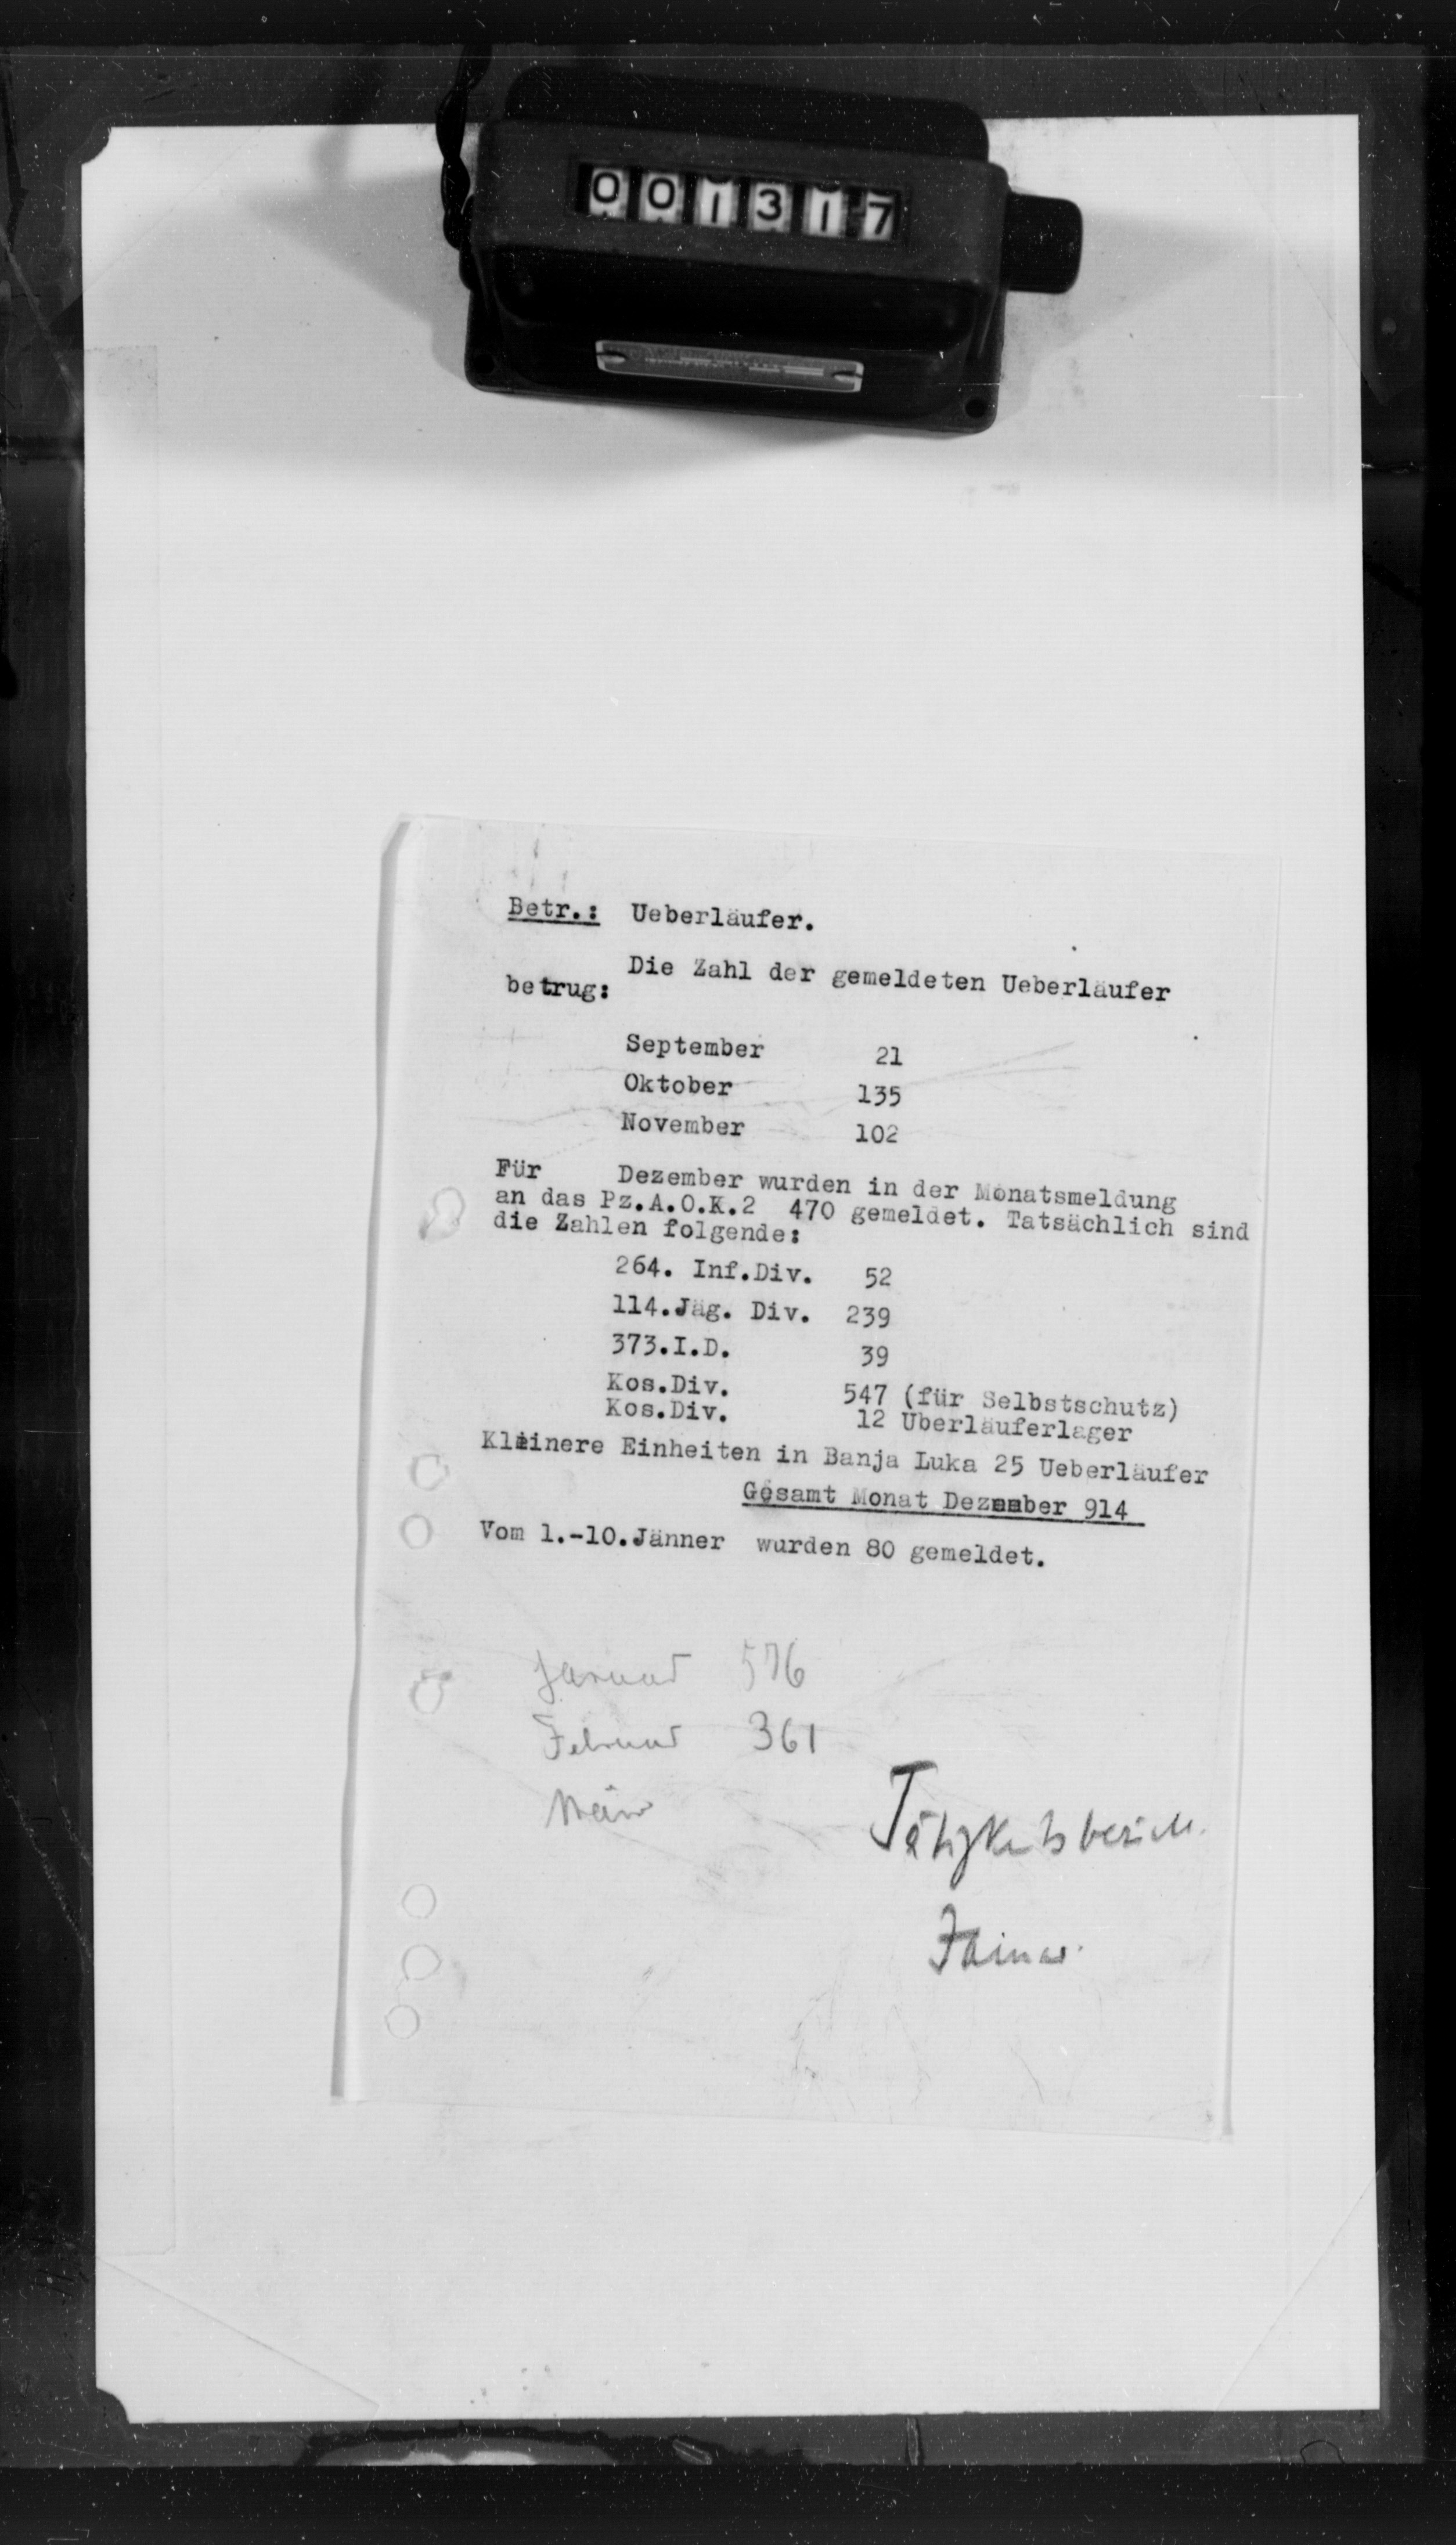 001317
Betr.: Ueberläufer.
Die Zahl der gemeldeten Ueberläufer
betrug:
September 21
Oktober 135
November 102
Für Dezember wurden in der Monatsmeldung
an das Pz.A.O.K.2 470 gemeldet. Tatsächlich sind
die Zahlen folgende:
264. Inf.Div. 52
114.Jäg. Div. 239
373.I.D. 39
Kos.Div. 547 (für Selbstschutz)
Kos.Div. 12 Überläuferlager
Kleinere Einheiten in Banja Luka 25 Ueberläufer
Gesamt Monat Dezember 914
Vom 1.-10.Jänner wurden 80 gemeldet.
Januar 576
Februar 361
März
Tätigkeitsbericht